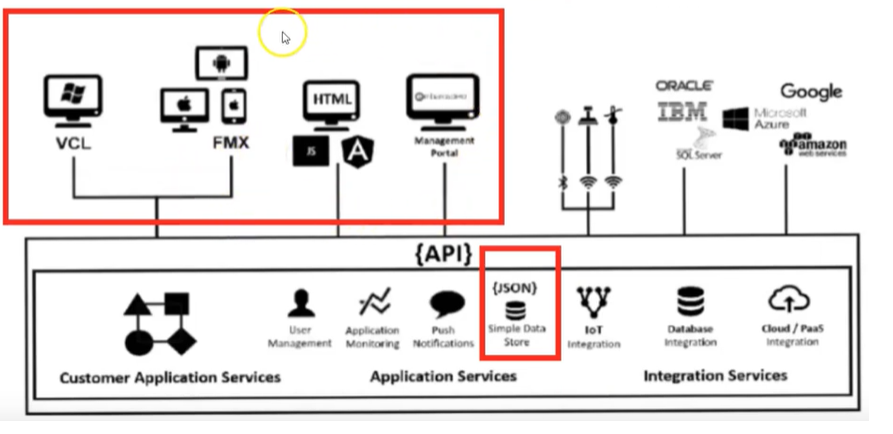 VCL
FMX
HTML
JS
A
Management
Portal
ORACLE
IBM
SQL Server
Microsoft
Azure
Google
amazon
web services
{API}
Customer Application Services
User
Management
Application
Monitoring
Push
Notifications
{JSON}
Simple Data
Store
Application Services
IoT
Integration
Database
Integration
Cloud / PaaS
Integration
Integration Services